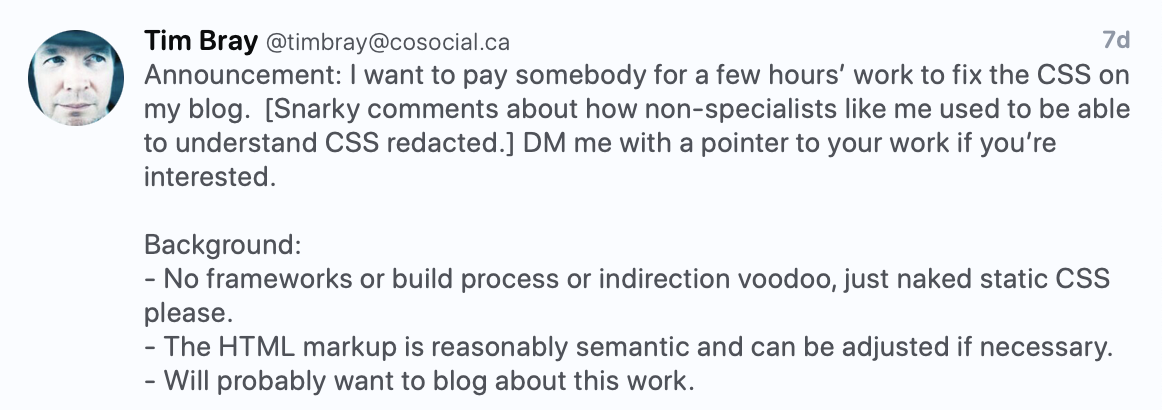 Tim Bray @timbray@cosocial.ca 7d
Announcement: I want to pay somebody for a few hours’ work to fix the CSS on
my blog.  [Snarky comments about how non-specialists like me used to be able
to understand CSS redacted.] DM me with a pointer to your work if you’re
interested.

Background:
- No frameworks or build process or indirection voodoo, just naked static CSS
please.
- The HTML markup is reasonably semantic and can be adjusted if necessary.
- Will probably want to blog about this work.